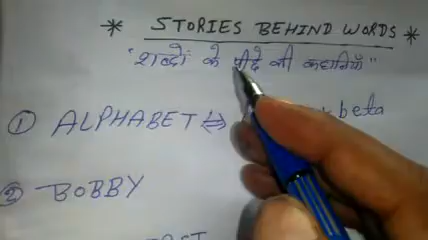 * STORIES BEHIND WORDS *
"शब्दों के पीछे की कहानियाँ"
① ALPHABET ⇔ + beta
② BOBBY